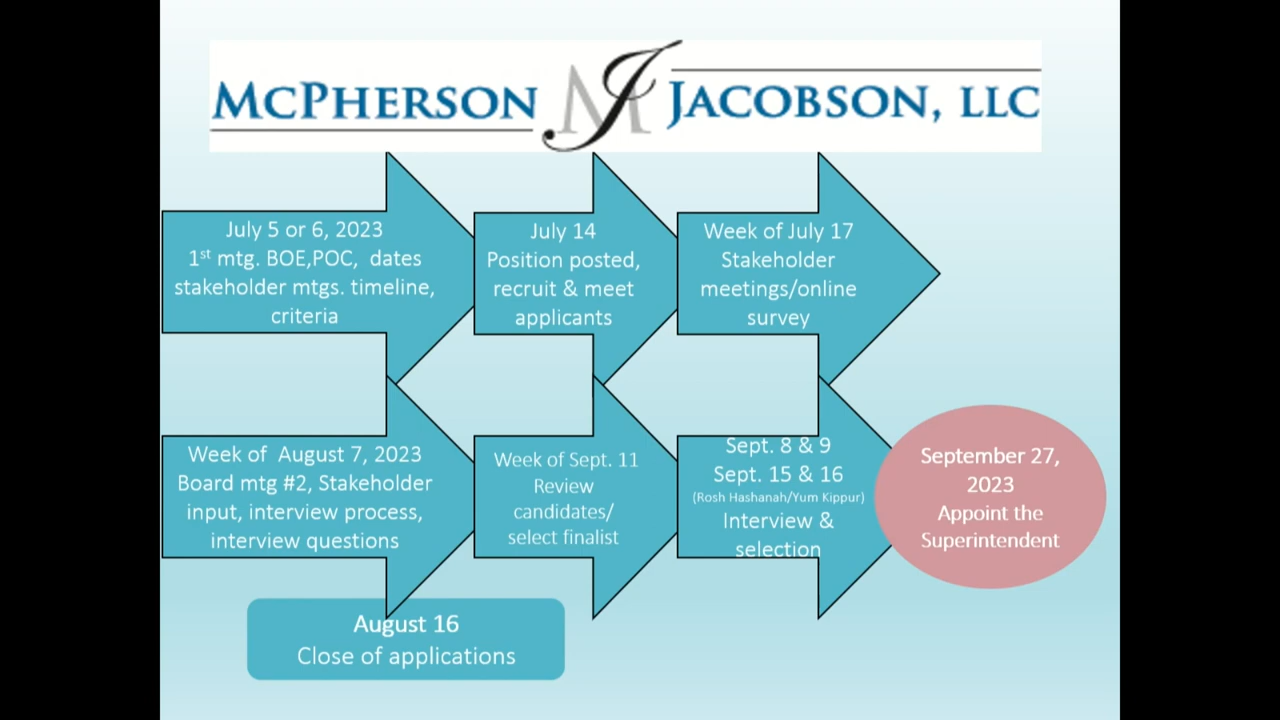 McPherson MJ Jacobson, LLC
July 5 or 6, 2023
1st mtg. BOE,POC, dates
stakeholder mtgs. timeline,
criteria
July 14
Position posted,
recruit & meet
applicants
Week of July 17
Stakeholder
meetings/online
survey
Week of August 7, 2023
Board mtg #2, Stakeholder
input, interview process,
interview questions
Week of Sept. 11
Review
candidates/
select finalist
Sept. 8 & 9
Sept. 15 & 16
(Rosh Hashanah/Yum Kippur)
Interview &
selection
September 27,
2023
Appoint the
Superintendent
August 16
Close of applications